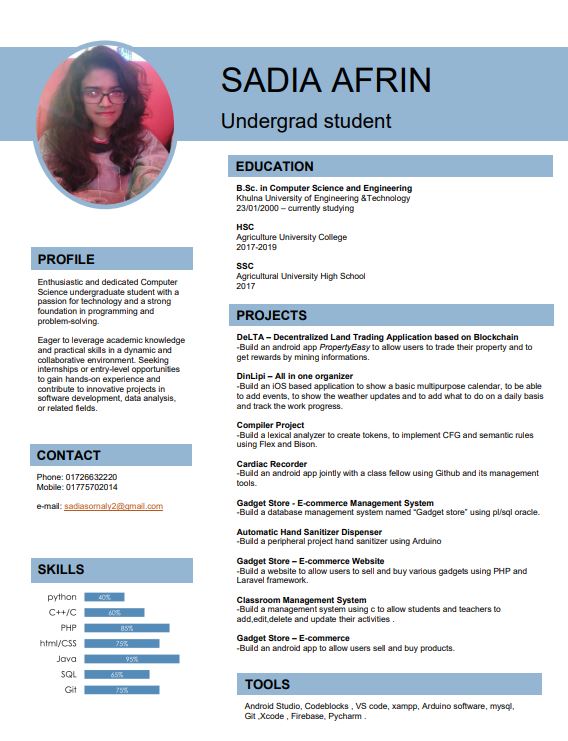 SADIA AFRIN
Undergrad student
PROFILE
Enthusiastic and dedicated Computer
Science undergraduate student with a
passion for technology and a strong
foundation in programming and
problem-solving.
Eager to leverage academic knowledge
and practical skills in a dynamic and
collaborative environment. Seeking
internships or entry-level opportunities
to gain hands-on experience and
contribute to innovative projects in
software development, data analysis,
or related fields.
CONTACT
Phone: 01726632220
Mobile: 01775702014
e-mail: sadiasornaly2@gmail.com
SKILLS
python 40%
C++/C 60%
PHP 85%
html/CSS 75%
Java 95%
SQL 65%
Git 75%
EDUCATION
B.Sc. in Computer Science and Engineering
Khulna University of Engineering &Technology
23/01/2000 – currently studying
HSC
Agriculture University College
2017-2019
SSC
Agricultural University High School
2017
PROJECTS
DeLTA – Decentralized Land Trading Application based on Blockchain
-Build an android app PropertyEasy to allow users to trade their property and to
get rewards by mining informations.
DinLipi – All in one organizer
-Build an iOS based application to show a basic multipurpose calendar, to be able
to add events, to show the weather updates and to add what to do on a daily basis
and track the work progress.
Compiler Project
-Build a lexical analyzer to create tokens, to implement CFG and semantic rules
using Flex and Bison.
Cardiac Recorder
-Build an android app jointly with a class fellow using Github and its management
tools.
Gadget Store - E-commerce Management System
-Build a database management system named “Gadget store” using pl/sql oracle.
Automatic Hand Sanitizer Dispenser
-Build a peripheral project hand sanitizer using Arduino
Gadget Store – E-commerce Website
-Build a website to allow users to sell and buy various gadgets using PHP and
Laravel framework.
Classroom Management System
-Build a management system using c to allow students and teachers to
add,edit,delete and update their activities .
Gadget Store – E-commerce
-Build an android app to allow users sell and buy products.
TOOLS
Android Studio, Codeblocks , VS code, xampp, Arduino software, mysql,
Git ,Xcode , Firebase, Pycharm .